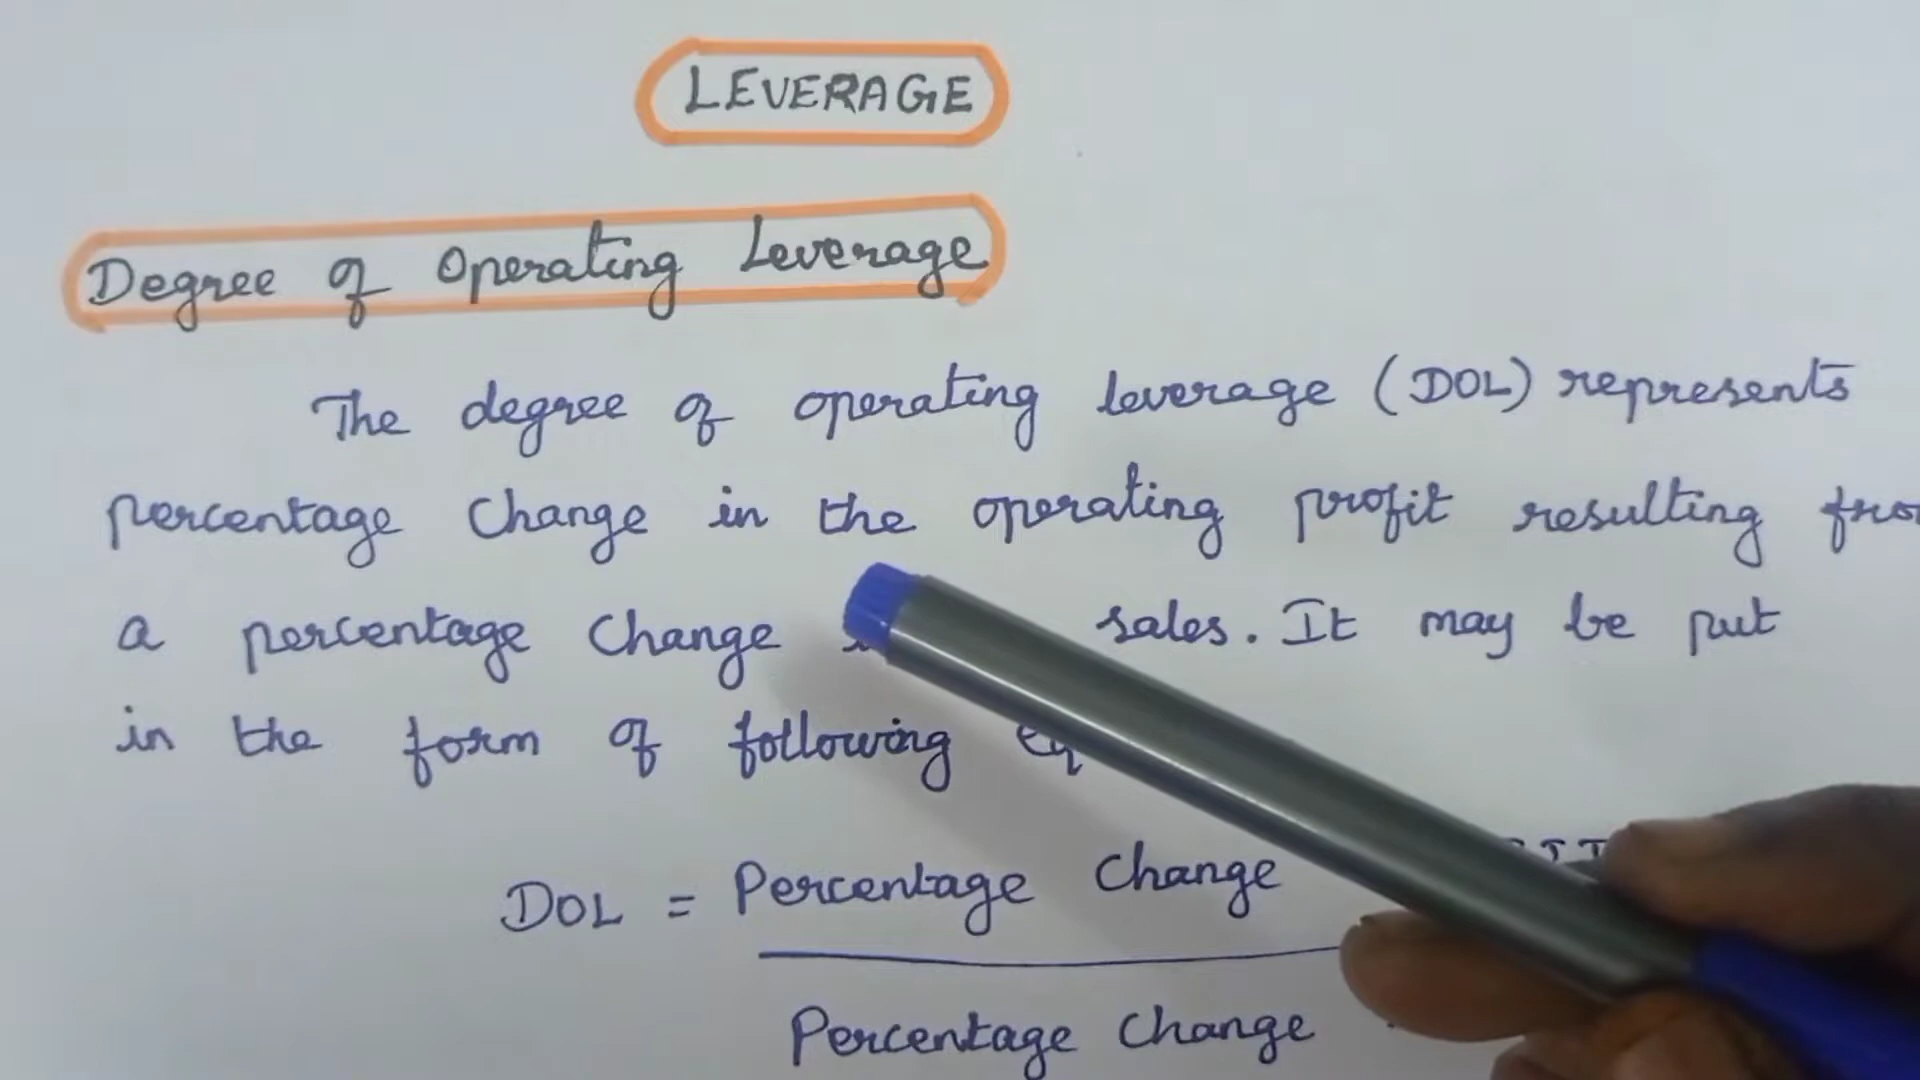 LEVERAGE
Degree of Operating Leverage
The degree of operating leverage (DOL) represents
percentage change in the operating profit resulting
a percentage change sales. It may be put
in the form of following
DOL = Percentage Change
Percentage Change